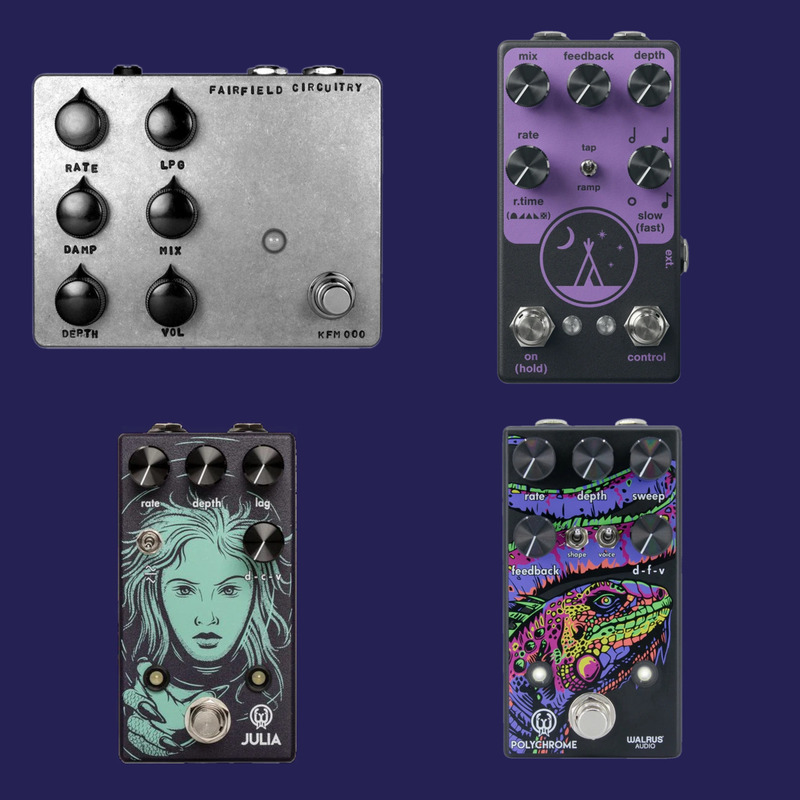 FAIRFIELD CIRCUITRY
RATE LPG
DAMP MIX
DEPTH VOL
KFM 000
mix feedback depth
rate tap
ramp
r.time slow
(fast)
ext.
on control
(hold)
rate depth lag
d-c-v
JULIA
rate depth sweep
shape voice
feedback d-f-v
POLYCHROME WALRUS
AUDIO